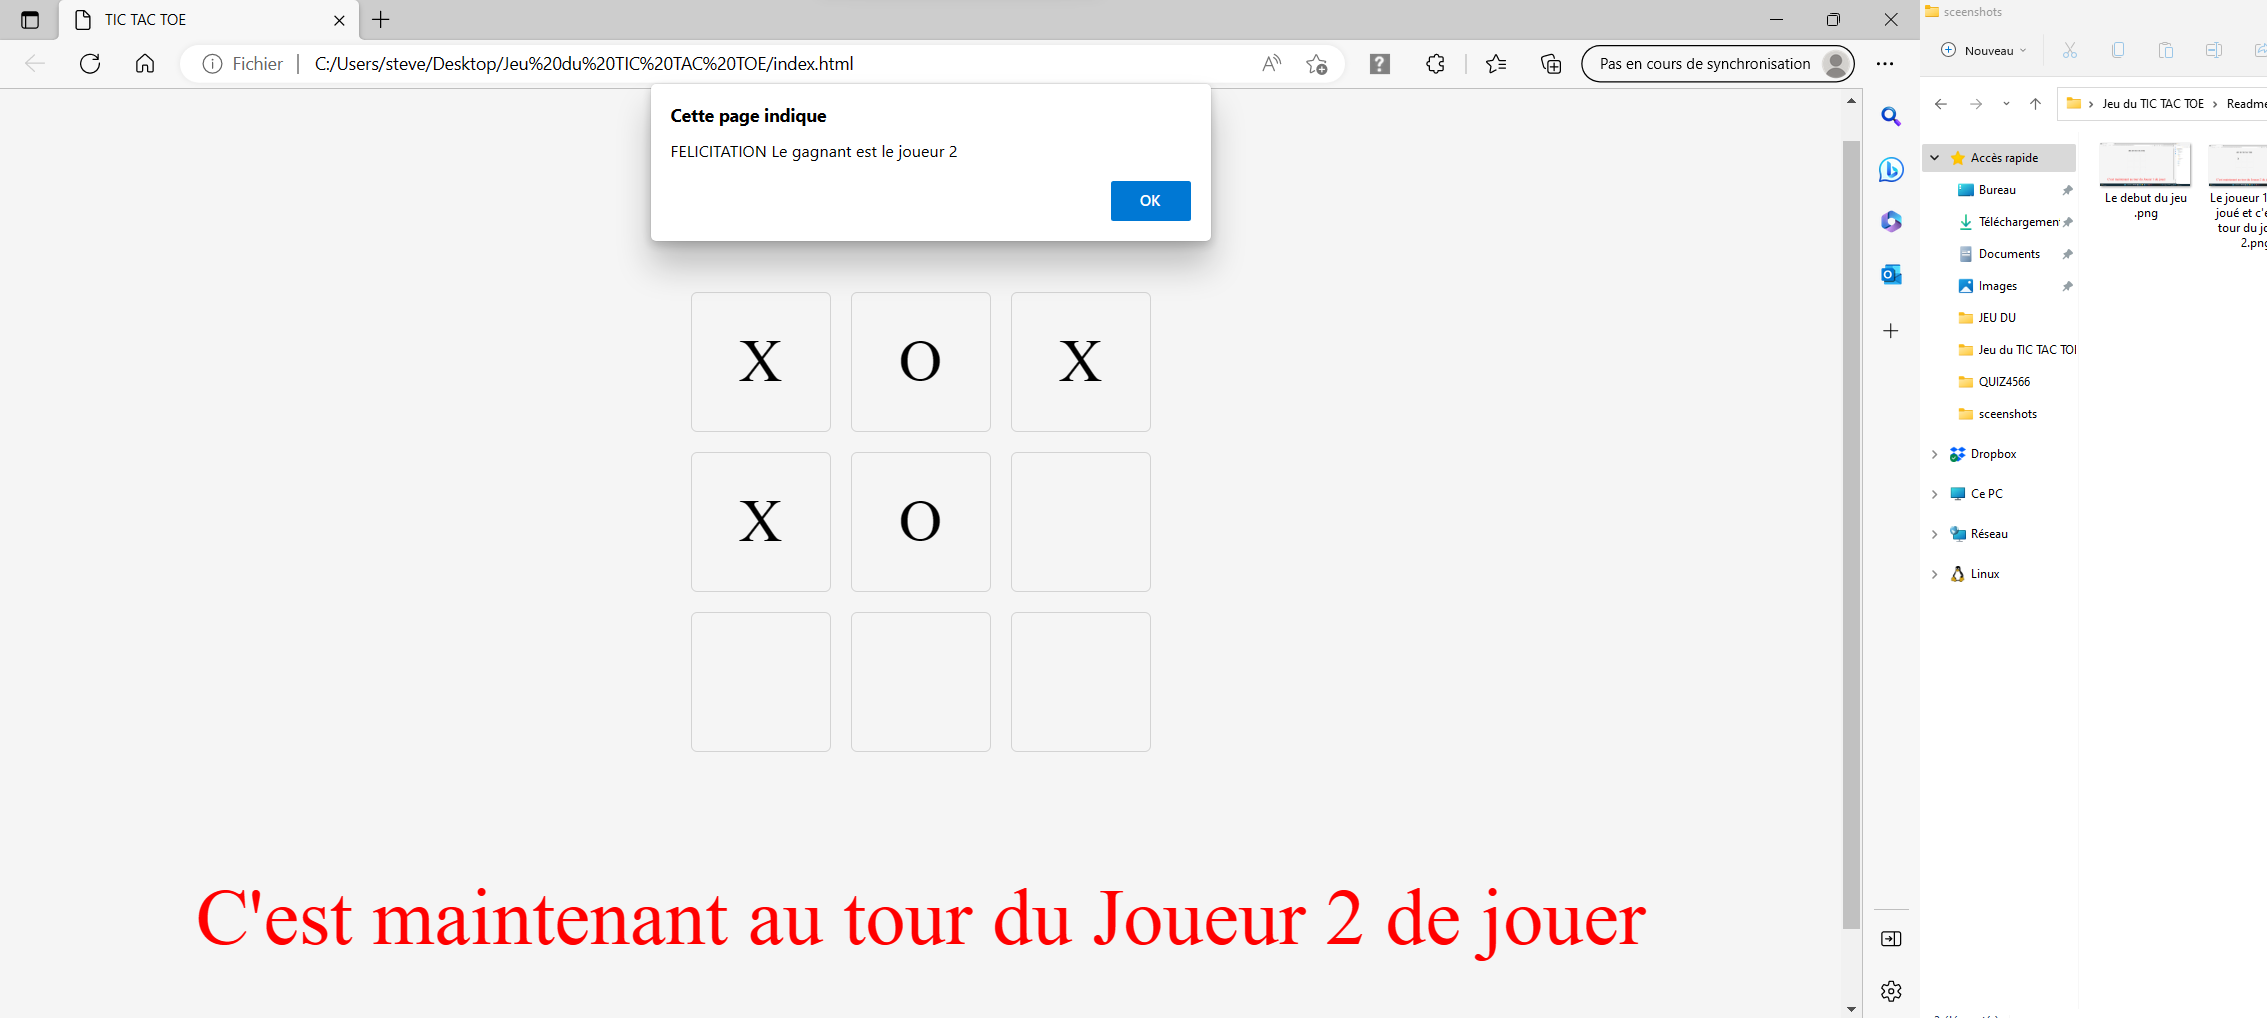 TIC TAC TOE
sceenshots
Nouveau
Fichier
C:/Users/steve/Desktop/Jeu%20du%20TIC%20TAC%20TOE/index.html
Pas en cours de synchronisation
Jeu du TIC TAC TOE > Readme
Cette page indique
FELICITATION Le gagnant est le joueur 2
OK
X O X
X O
C'est maintenant au tour du Joueur 2 de jouer
Accès rapide
Bureau
Téléchargemen
Documents
Images
JEU DU
Jeu du TIC TAC TO
QUIZ4566
sceenshots
Dropbox
Ce PC
Réseau
Linux
Le debut du jeu
.png
Le joueur 1
joué et c'e
tour du jo
2.png